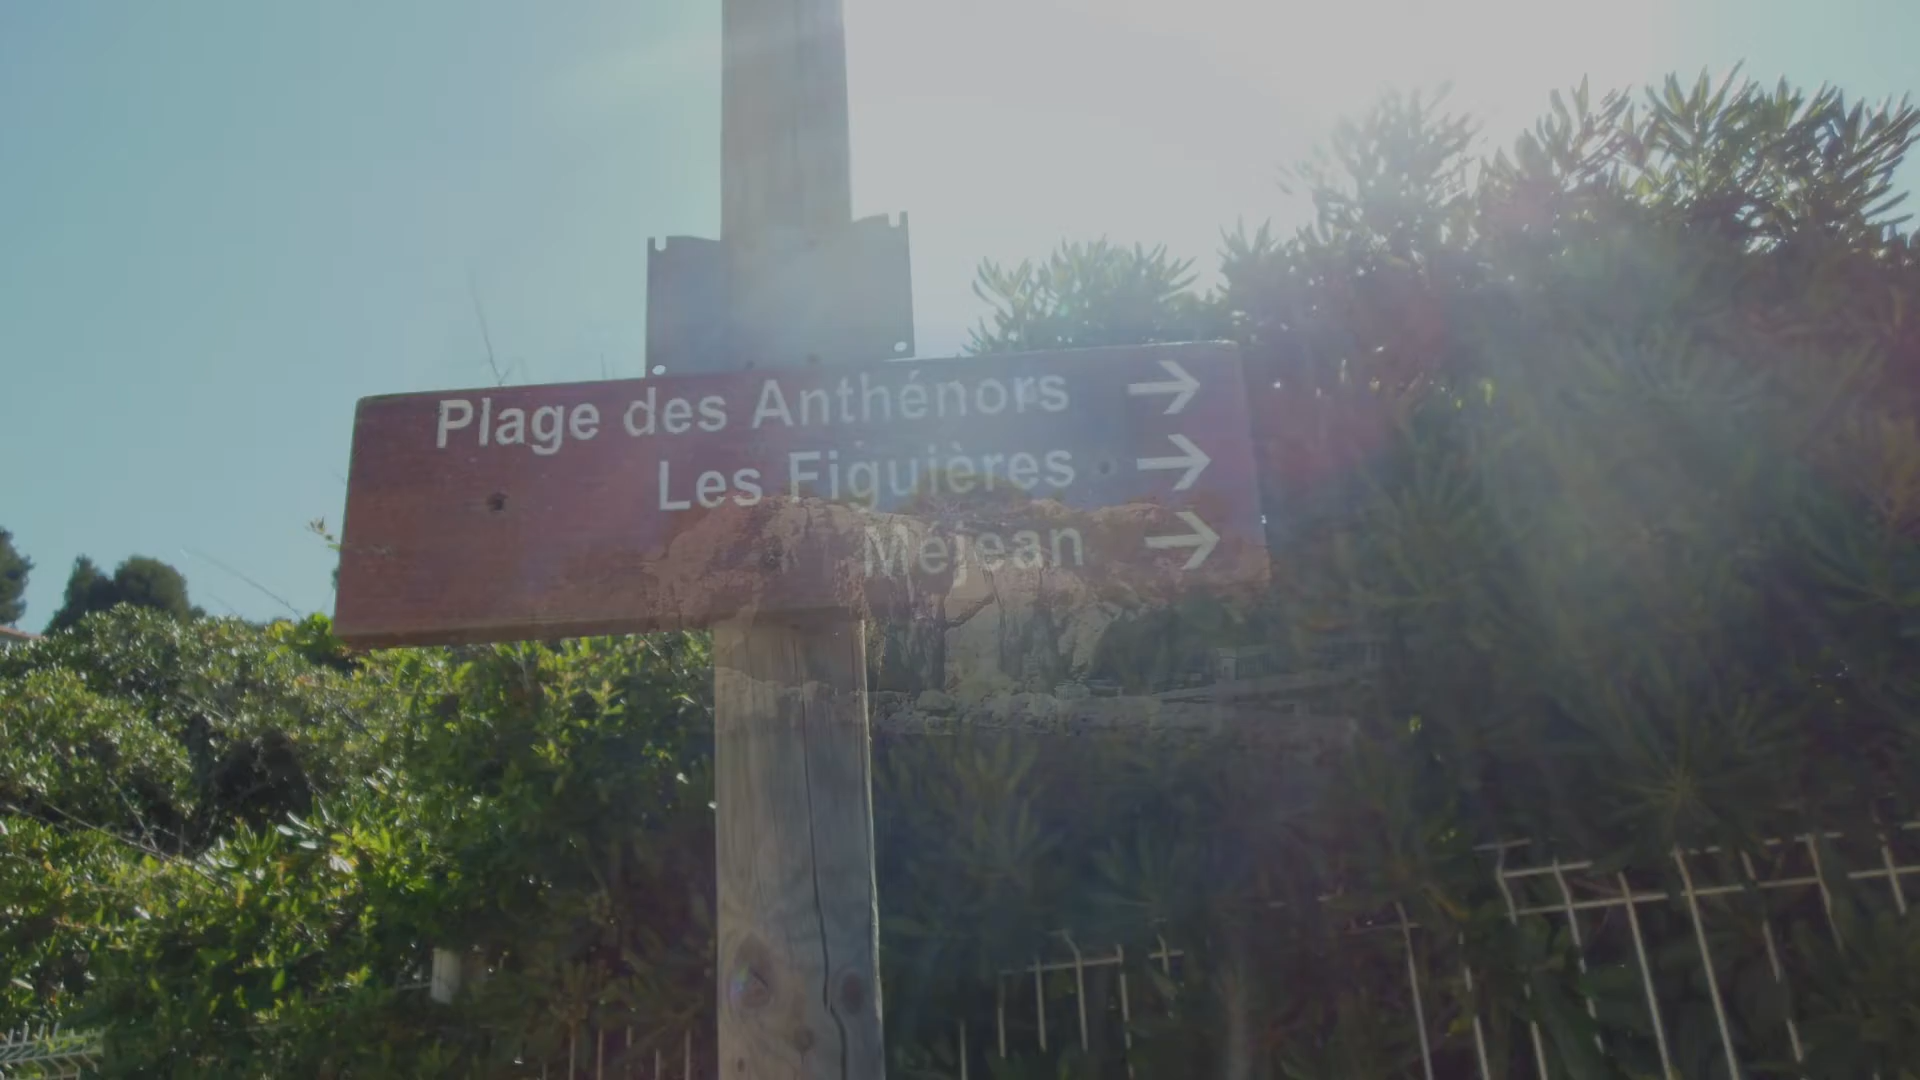 Plage des Anthénors →
Les Figuières →
Méjean →